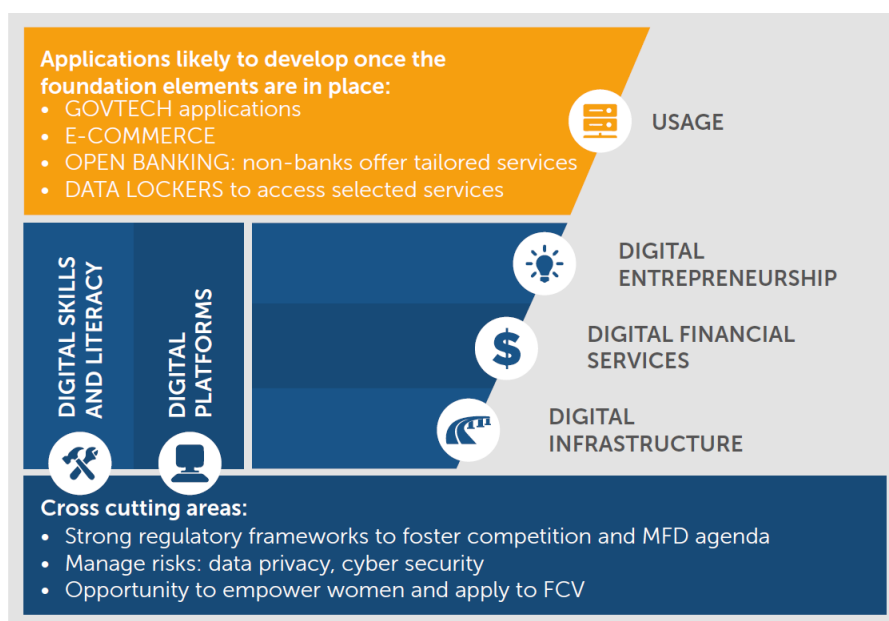 Applications likely to develop once the
foundation elements are in place:
• GOVTECH applications
• E-COMMERCE
• OPEN BANKING: non-banks offer tailored services
• DATA LOCKERS to access selected services
USAGE
DIGITAL SKILLS
AND LITERACY
DIGITAL
PLATFORMS
DIGITAL
ENTREPRENEURSHIP
$
DIGITAL FINANCIAL
SERVICES
DIGITAL
INFRASTRUCTURE
Cross cutting areas:
• Strong regulatory frameworks to foster competition and MFD agenda
• Manage risks: data privacy, cyber security
• Opportunity to empower women and apply to FCV